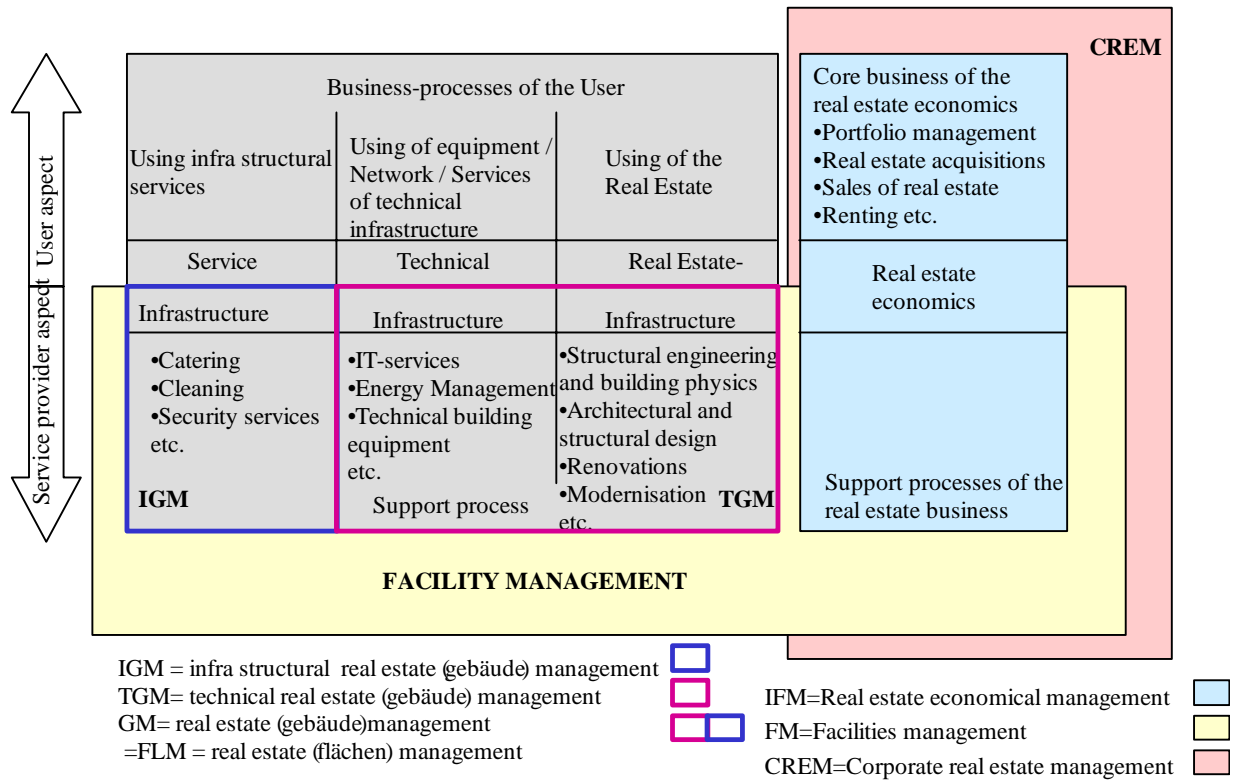 CREM
Business-processes of the User
Using infra structural
services
Using of equipment /
Network / Services
of technical
infrastructure
Using of the
Real Estate
Core business of the
real estate economics
•Portfolio management
•Real estate acquisitions
•Sales of real estate
•Renting etc.
Service provider aspect User aspect
Service
Technical
Real Estate-
Real estate
economics
Infrastructure
Infrastructure
Infrastructure
•Catering
•Cleaning
•Security services
etc.
IGM
•IT-services
•Energy Management
•Technical building
equipment
etc.
Support process
•Structural engineering
and building physics
•Architectural and
structural design
•Renovations
•Modernisation
etc.
TGM
Support processes of the
real estate business
FACILITY MANAGEMENT
IGM = infra structural real estate (gebäude) management
TGM= technical real estate (gebäude) management
GM= real estate (gebäude)management
=FLM = real estate (flächen) management
IFM=Real estate economical management
FM=Facilities management
CREM=Corporate real estate management